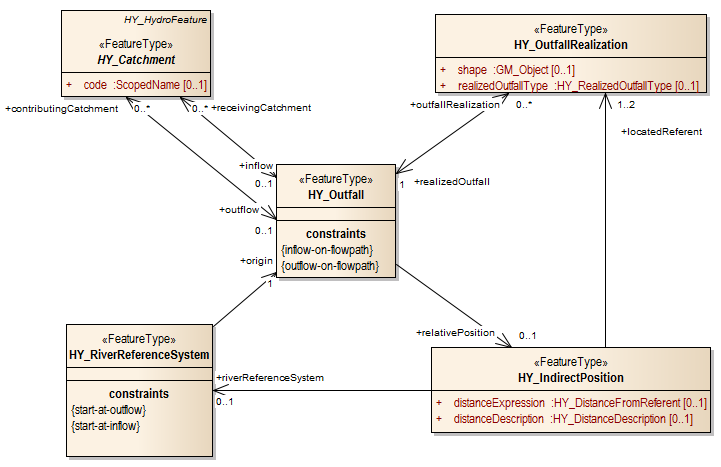 HY_HydroFeature
«FeatureType»
HY_Catchment
+ code :ScopedName [0..1]
«FeatureType»
HY_OutfallRealization
+ shape :GM_Object [0..1]
+ realizedOutfallType :HY_RealizedOutfallType [0..1]
+contributingCatchment 0..*
0..* +receivingCatchment
+outfallRealization 0..*
1..2
+locatedReferent
+inflow
0..1
1 +realizedOutfall
+outflow
0..1
«FeatureType»
HY_Outfall
constraints
{inflow-on-flowpath}
{outflow-on-flowpath}
+origin
1
+relativePosition
0..1
«FeatureType»
HY_RiverReferenceSystem
constraints
{start-at-outflow}
{start-at-inflow}
+riverReferenceSystem
0..1
«FeatureType»
HY_IndirectPosition
+ distanceExpression :HY_DistanceFromReferent [0..1]
+ distanceDescription :HY_DistanceDescription [0..1]